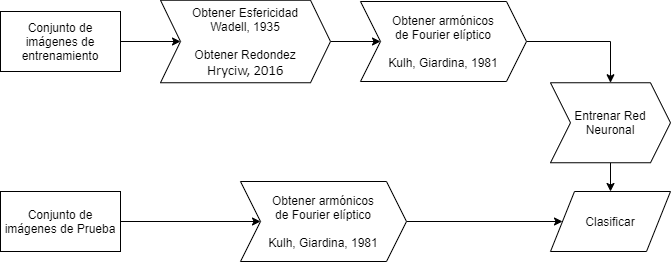 Conjunto de
imágenes de
entrenamiento
Obtener Esfericidad
Wadell, 1935
Obtener Redondez
Hryciw, 2016
Obtener armónicos
de Fourier elíptico
Kulh, Giardina, 1981
Entrenar Red
Neuronal
Conjunto de
imágenes de Prueba
Obtener armónicos
de Fourier elíptico
Kulh, Giardina, 1981
Clasificar